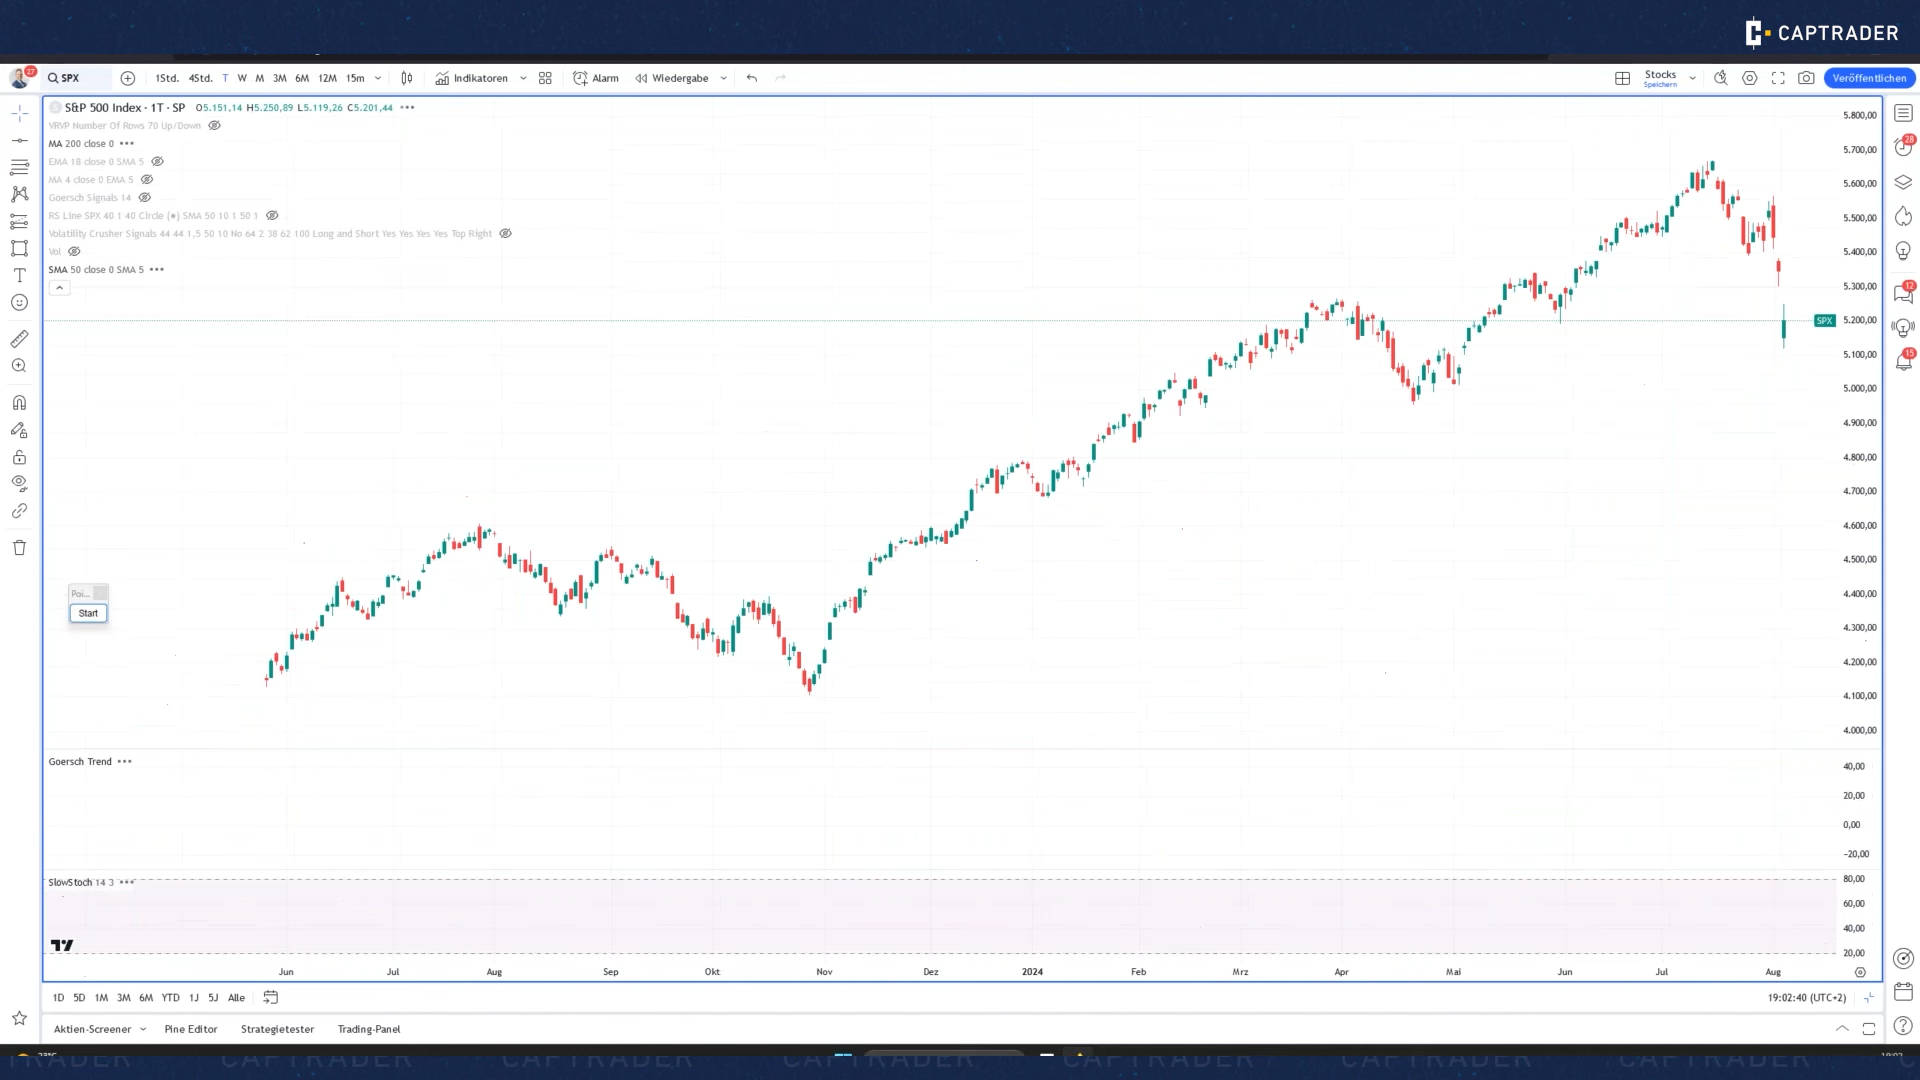 CAPTRADER
27 SPX 1Std. 4Std. T W M 3M 6M 12M 15m Indikatoren Alarm Wiedergabe Stocks Speichern Veröffentlichen
S&P 500 Index · 1T · SP O5.151,14 H5.250,89 L5.119,26 C5.201,44
VRVP Number Of Rows 70 Up/Down
MA 200 close 0
EMA 18 close 0 SMA 5
MA 4 close 0 EMA 5
Goersch Signals 14
RS Line SPX 40 1 40 Circle (●) SMA 50 10 1 50 1
Volatility Crusher Signals 44 44 1,5 50 10 No 64 2 38 62 100 Long and Short Yes Yes Yes Yes Top Right
Vol
SMA 50 close 0 SMA 5
5.800,00
5.700,00
5.600,00
5.500,00
5.400,00
5.300,00
SPX 5.200,00
5.100,00
5.000,00
4.900,00
4.800,00
4.700,00
4.600,00
4.500,00
4.400,00
4.300,00
4.200,00
4.100,00
4.000,00
28
12
15
Poi...
Start
Goersch Trend
40,00
20,00
0,00
−20,00
SlowStoch 14 3
80,00
60,00
40,00
20,00
Jun Jul Aug Sep Okt Nov Dez 2024 Feb Mrz Apr Mai Jun Jul Aug
1D 5D 1M 3M 6M YTD 1J 5J Alle 19:02:40 (UTC+2)
Aktien-Screener Pine Editor Strategietester Trading-Panel
CAPTRADER CAPTRADER CAPTRADER CAPTRADER CAPTRADER